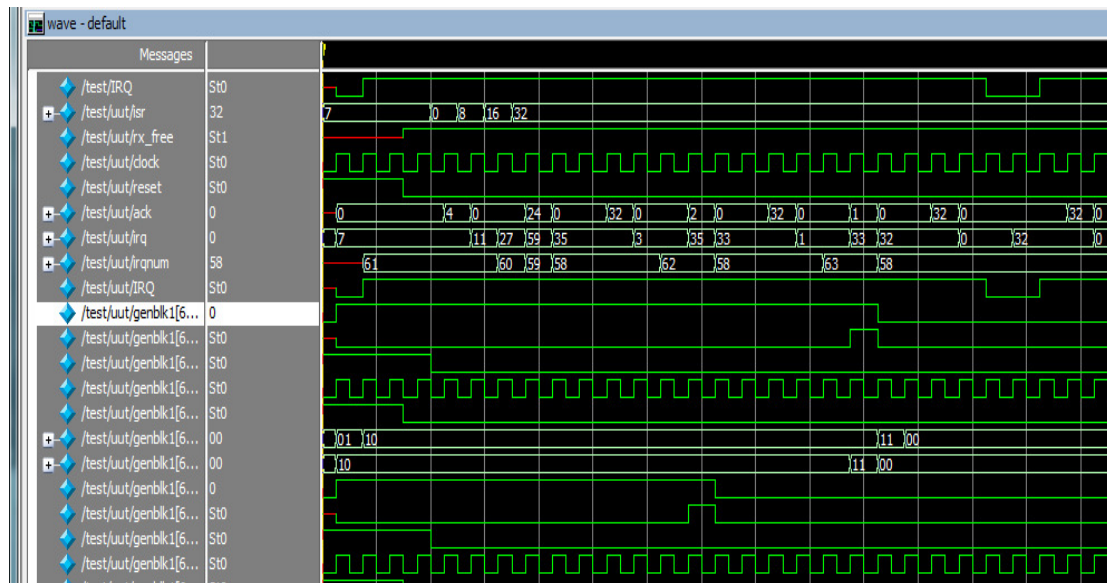 wave - default
Messages
/test/IRQ St0
/test/uut/isr 32 7 0 8 16 32
/test/uut/rx_free St1
/test/uut/clock St0
/test/uut/reset St0
/test/uut/ack 0 0 4 0 24 0 32 0 2 0 32 0 1 0 32 0 32 0
/test/uut/irq 0 7 11 27 59 35 3 35 33 1 33 32 0 32 0
/test/uut/irqnum 58 61 60 59 58 62 58 63 58
/test/uut/IRQ St0
/test/uut/genblk1[6... 0
/test/uut/genblk1[6... St0
/test/uut/genblk1[6... St0
/test/uut/genblk1[6... St0
/test/uut/genblk1[6... St0
/test/uut/genblk1[6... 00 01 10 11 00
/test/uut/genblk1[6... 00 10 11 00
/test/uut/genblk1[6... 0
/test/uut/genblk1[6... St0
/test/uut/genblk1[6... St0
/test/uut/genblk1[6... St0